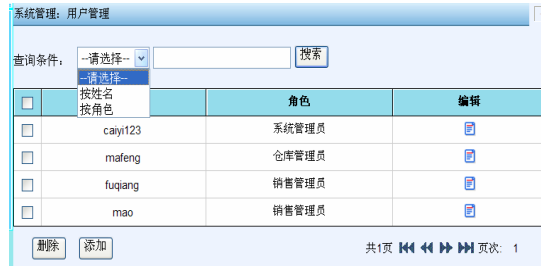 系统管理：用户管理
查询条件： --请选择-- 搜索
--请选择--
按姓名
按角色
角色 编辑
caiyi123 系统管理员
mafeng 仓库管理员
fuqiang 销售管理员
mao 销售管理员
删除 添加 共1页 页次： 1